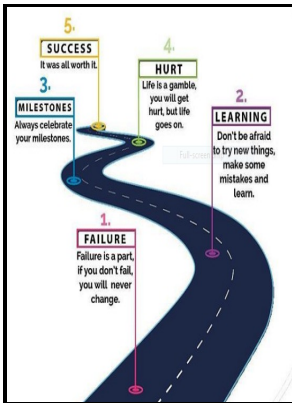 5.
SUCCESS
It was all worth it.
4.
HURT
Life is a gamble,
you will get
hurt, but life
goes on.
3.
MILESTONES
Always celebrate
your milestones.
2.
LEARNING
Don't be afraid
to try new things,
make some
mistakes and
learn.
1.
FAILURE
Failure is a part,
if you don't fail,
you will never
change.